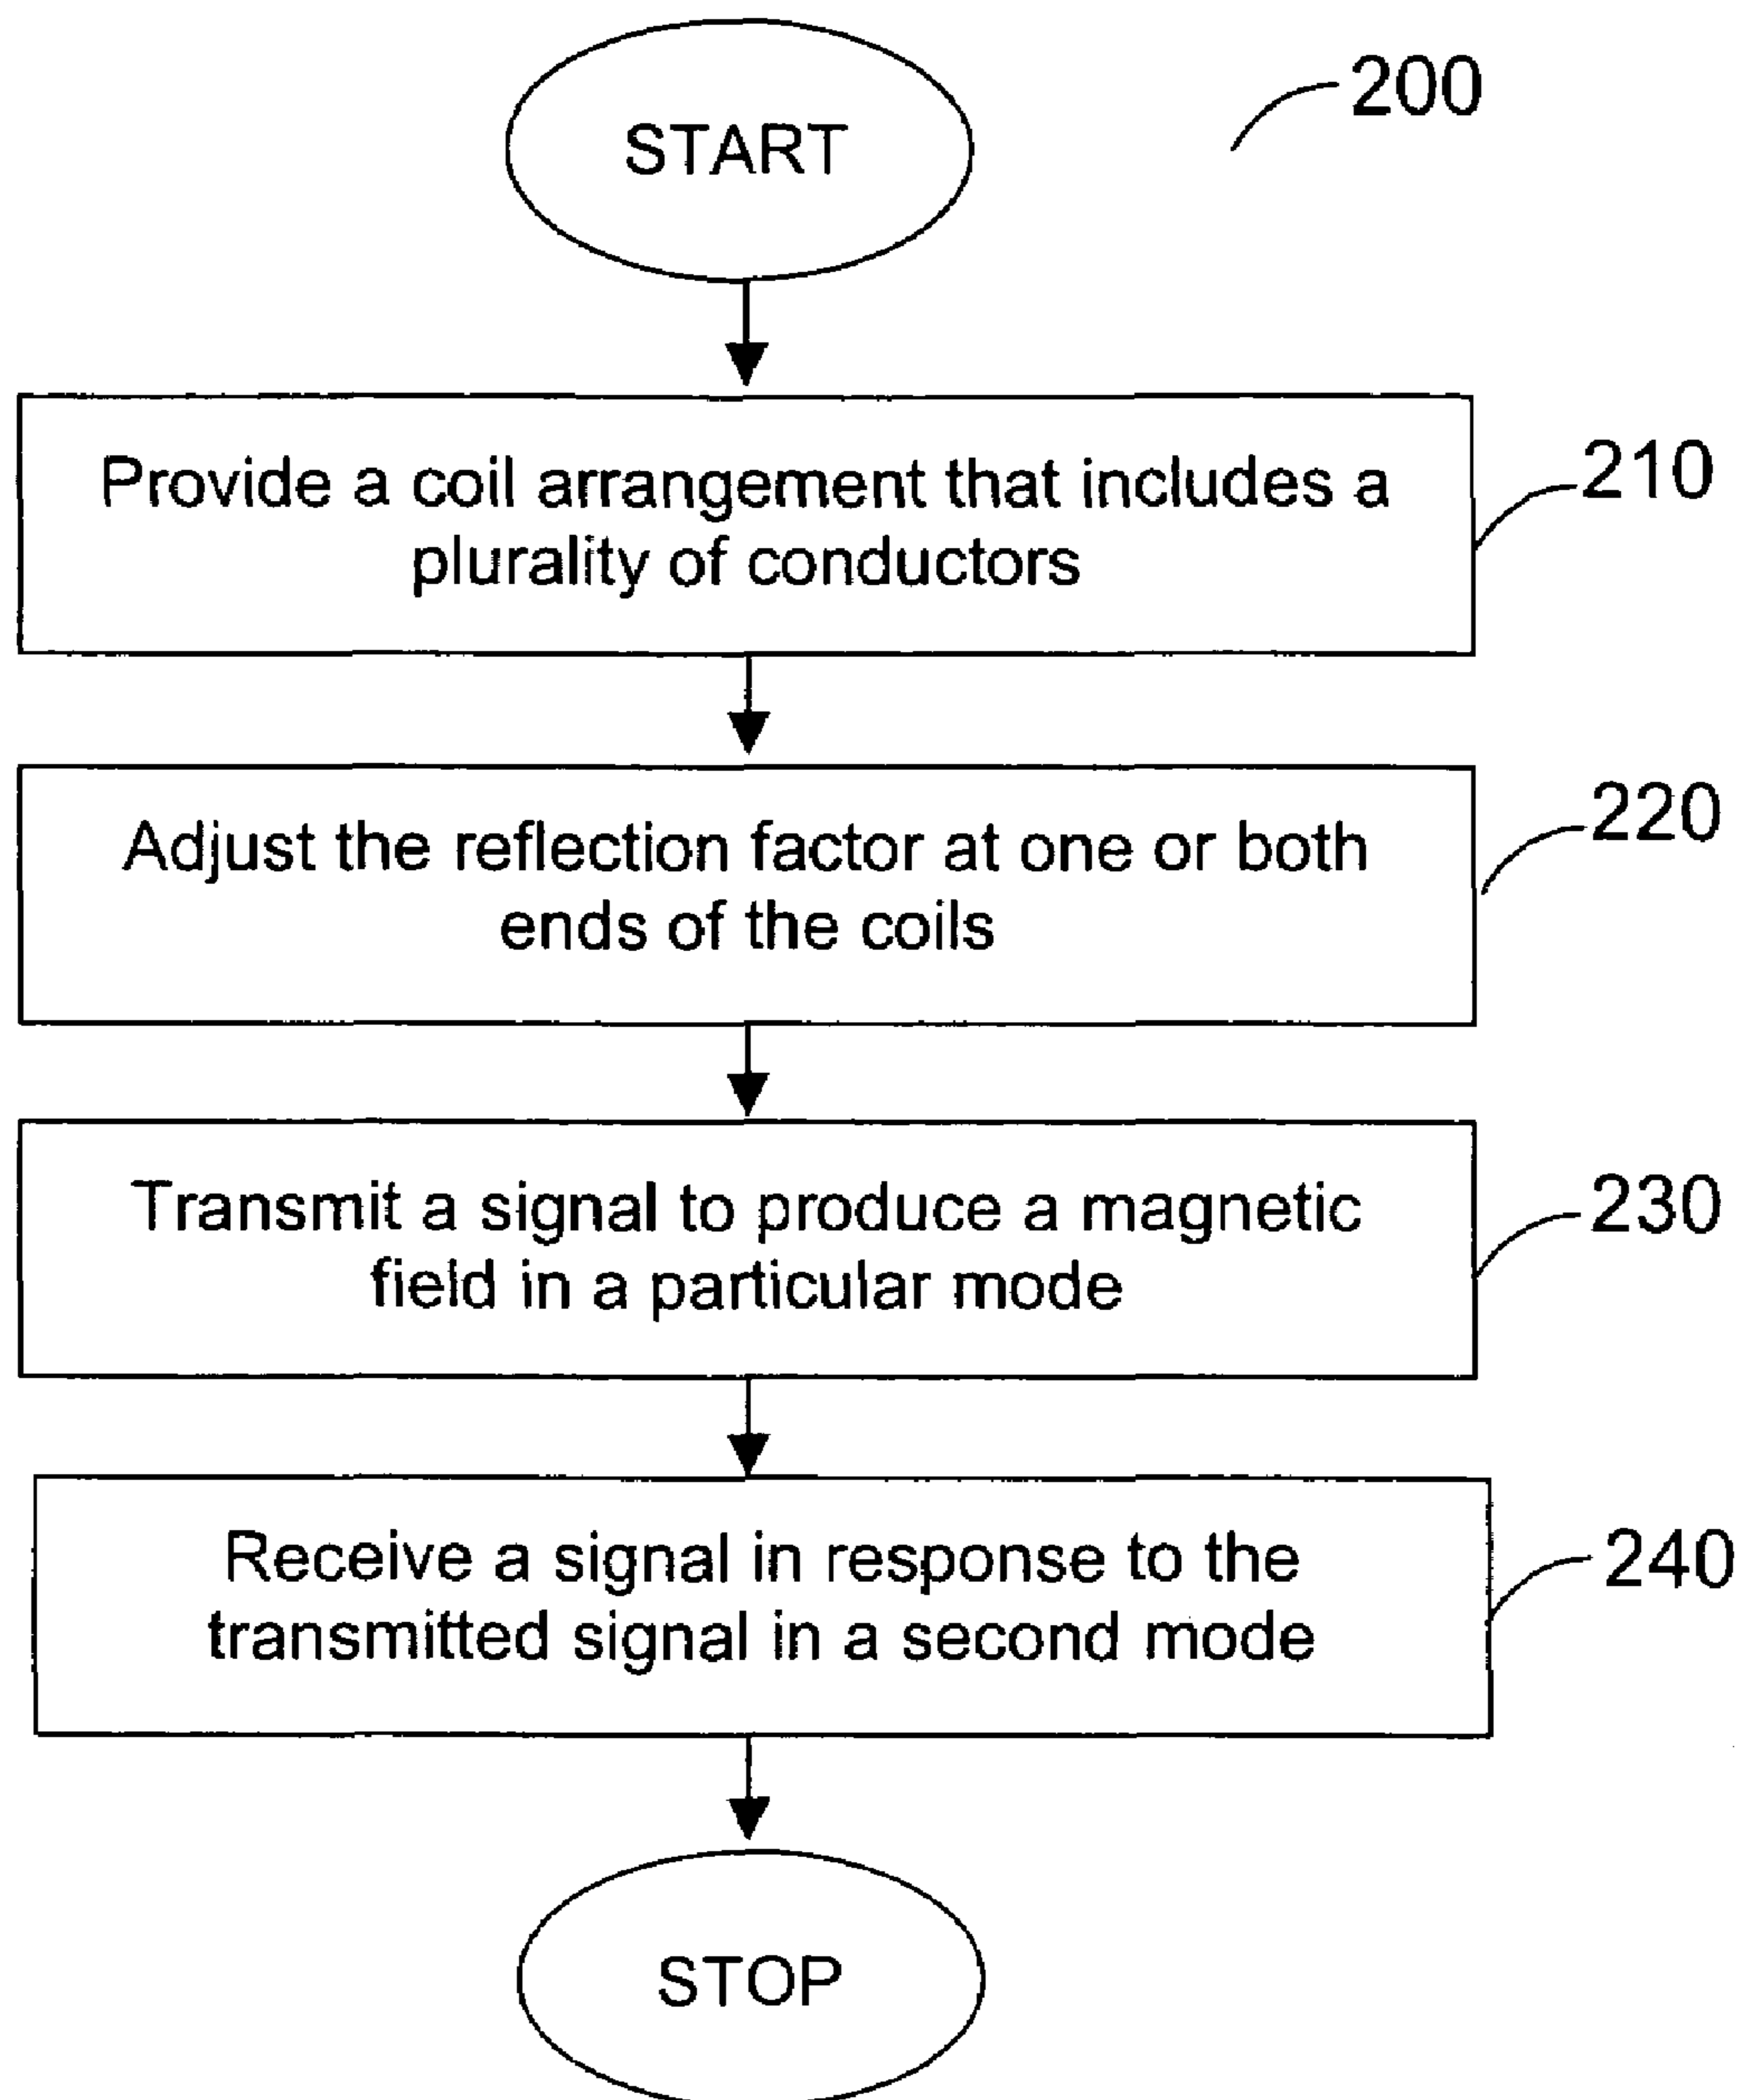 START
200
Provide a coil arrangement that includes a
plurality of conductors
210
Adjust the reflection factor at one or both
ends of the coils
220
Transmit a signal to produce a magnetic
field in a particular mode
230
Receive a signal in response to the
transmitted signal in a second mode
240
STOP